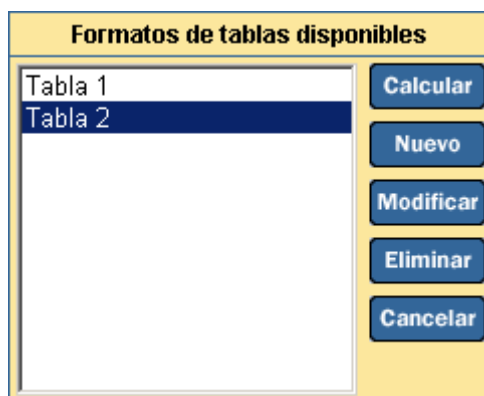 Formatos de tablas disponibles
Tabla 1
Tabla 2
Calcular
Nuevo
Modificar
Eliminar
Cancelar